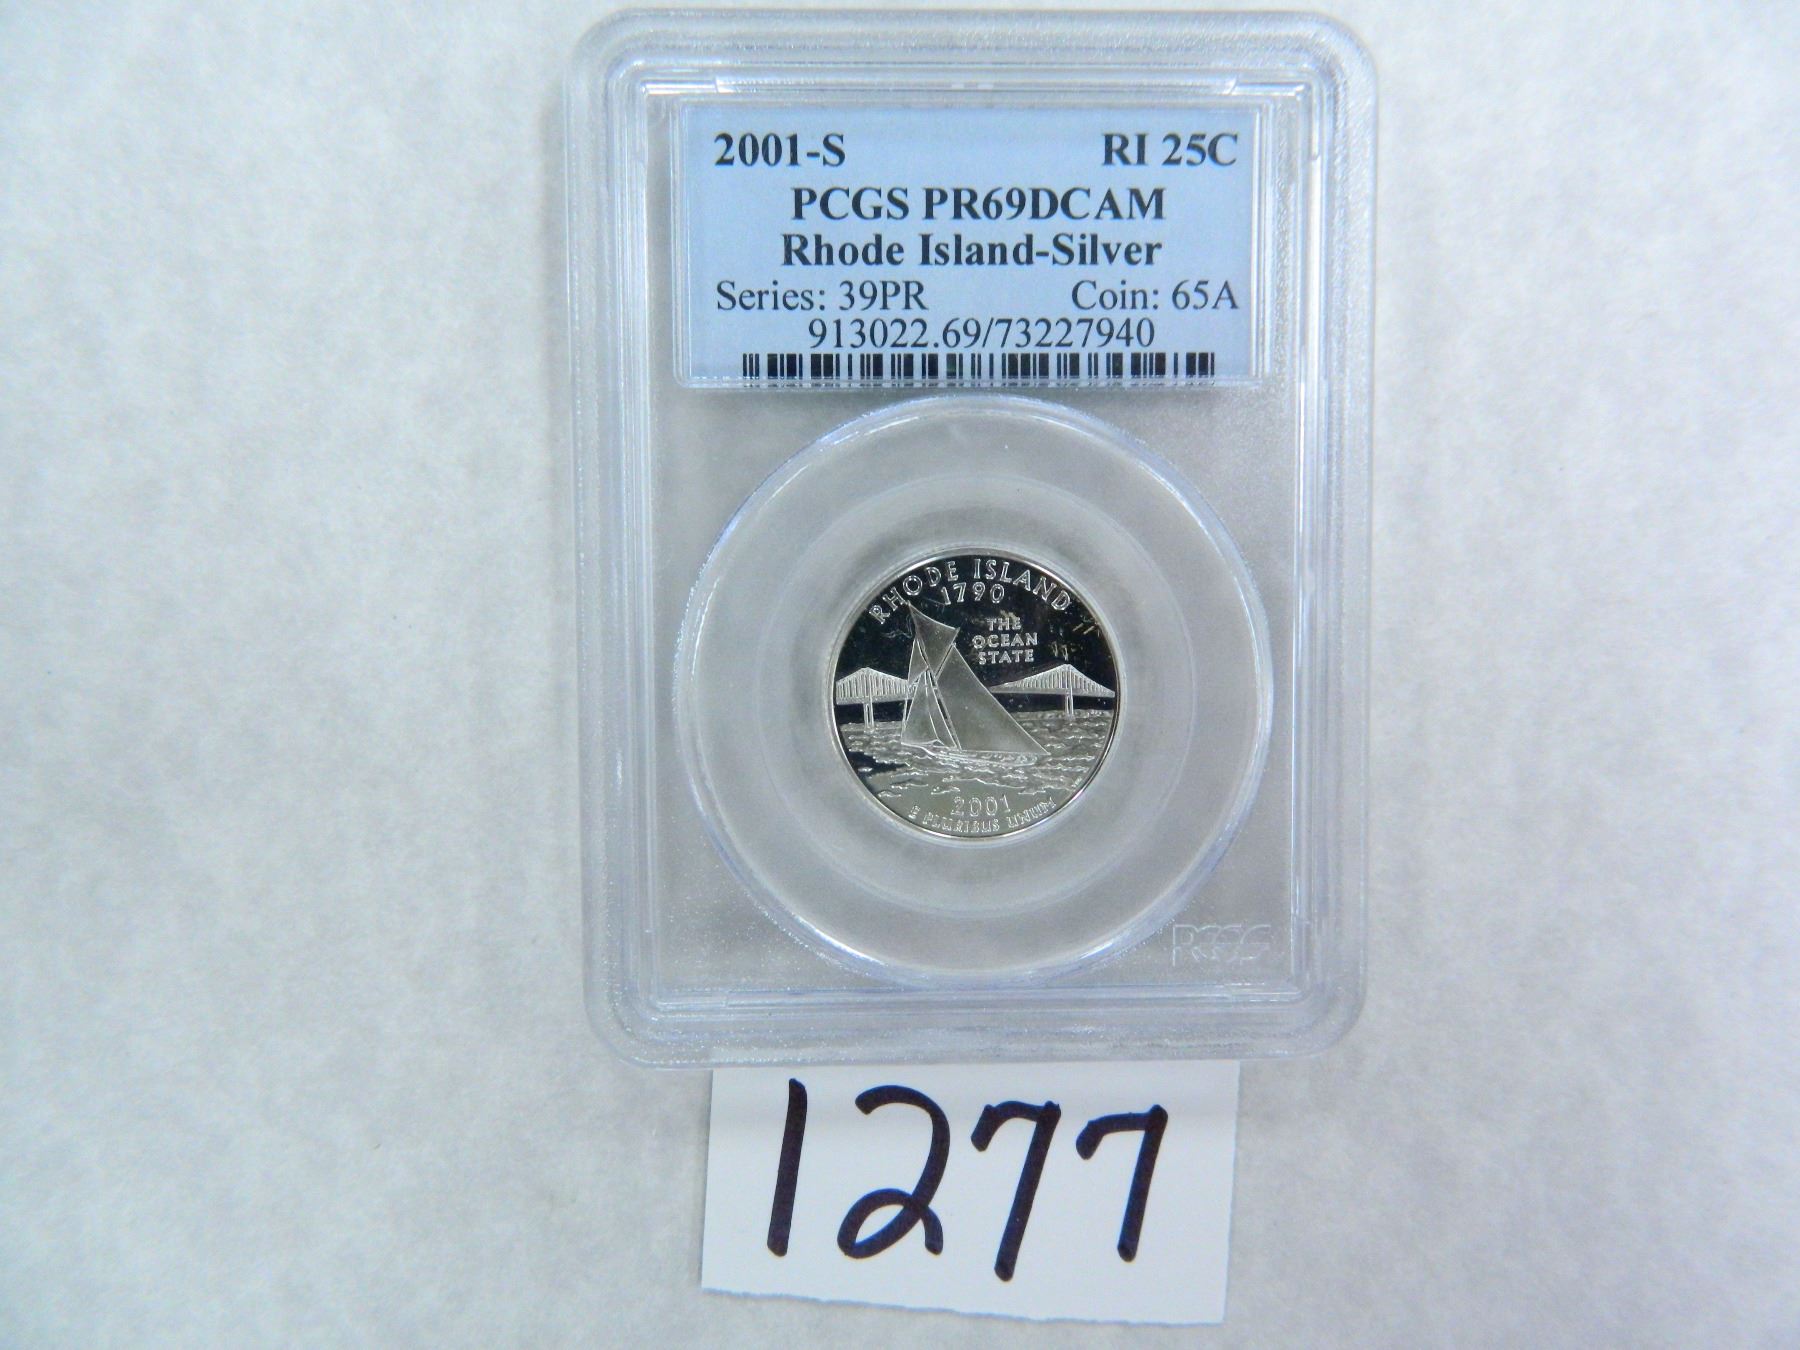 2001-S RI 25C
PCGS PR69DCAM
Rhode Island-Silver
Series: 39PR Coin: 65A
913022.69/73227940
RHODE ISLAND
1790
THE
OCEAN
STATE
2001
E PLURIBUS UNUM
PCGS
1277